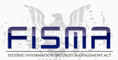 FISMA
FEDERAL INFORMATION SECURITY MANAGEMENT ACT